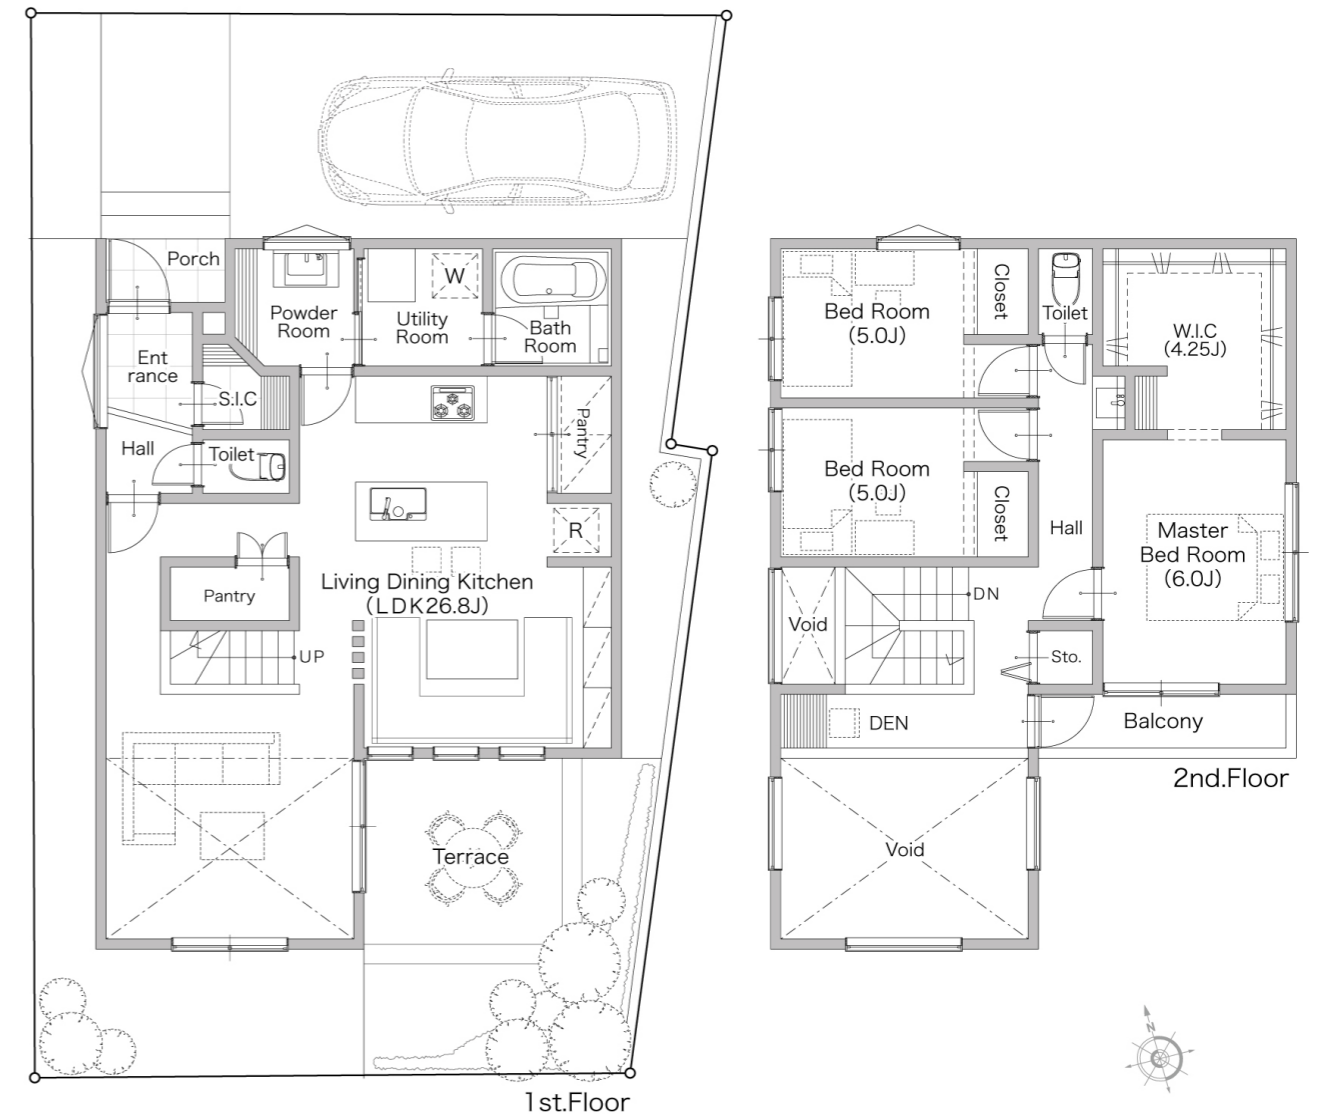 Porch
Powder
Room
Utility
Room
W
Bath
Room
Ent
rance
S.I.C
Hall
Toilet
Pantry
R
Living Dining Kitchen
(LDK26.8J)
Pantry
UP
Terrace
1st.Floor
Bed Room
(5.0J)
Closet
Toilet
W.I.C
(4.25J)
Bed Room
(5.0J)
Closet
Hall
Master
Bed Room
(6.0J)
Void
DN
Sto.
DEN
Balcony
2nd.Floor
Void
N